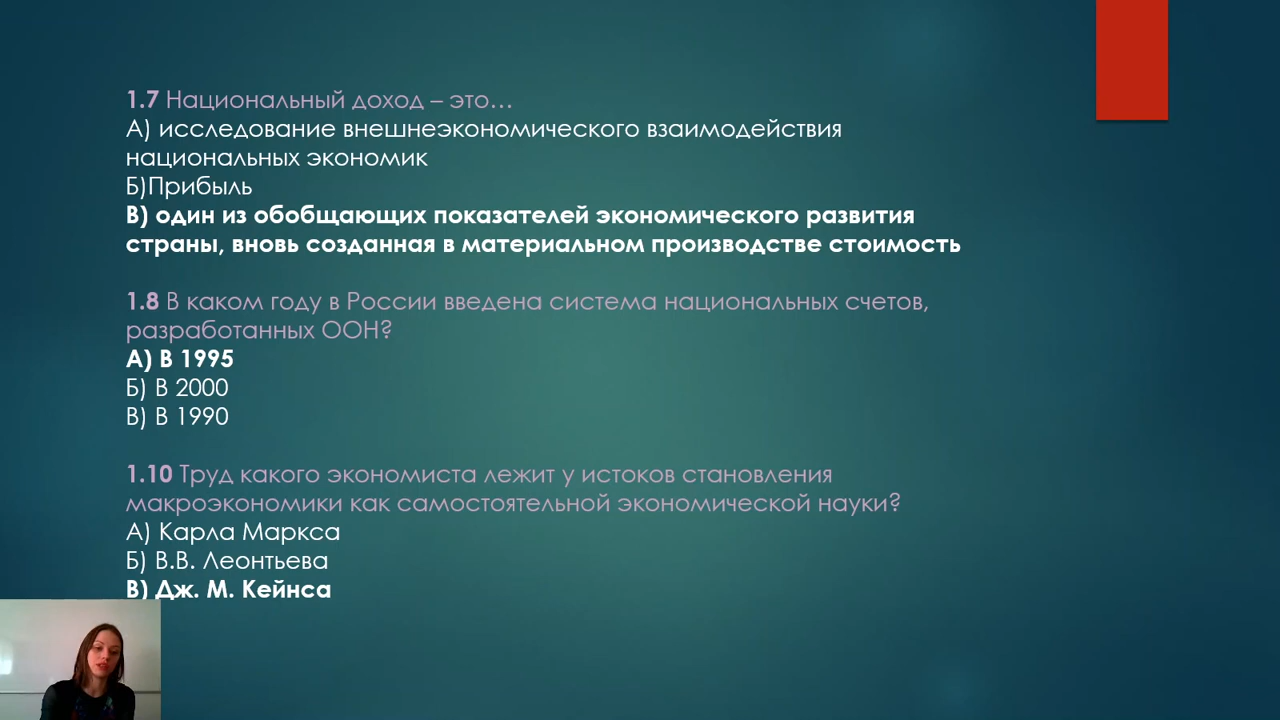 1.7 Национальный доход – это…
А) исследование внешнеэкономического взаимодействия
национальных экономик
Б)Прибыль
В) один из обобщающих показателей экономического развития
страны, вновь созданная в материальном производстве стоимость
1.8 В каком году в России введена система национальных счетов,
разработанных ООН?
А) В 1995
Б) В 2000
В) В 1990
1.10 Труд какого экономиста лежит у истоков становления
макроэкономики как самостоятельной экономической науки?
А) Карла Маркса
Б) В.В. Леонтьева
В) Дж. М. Кейнса